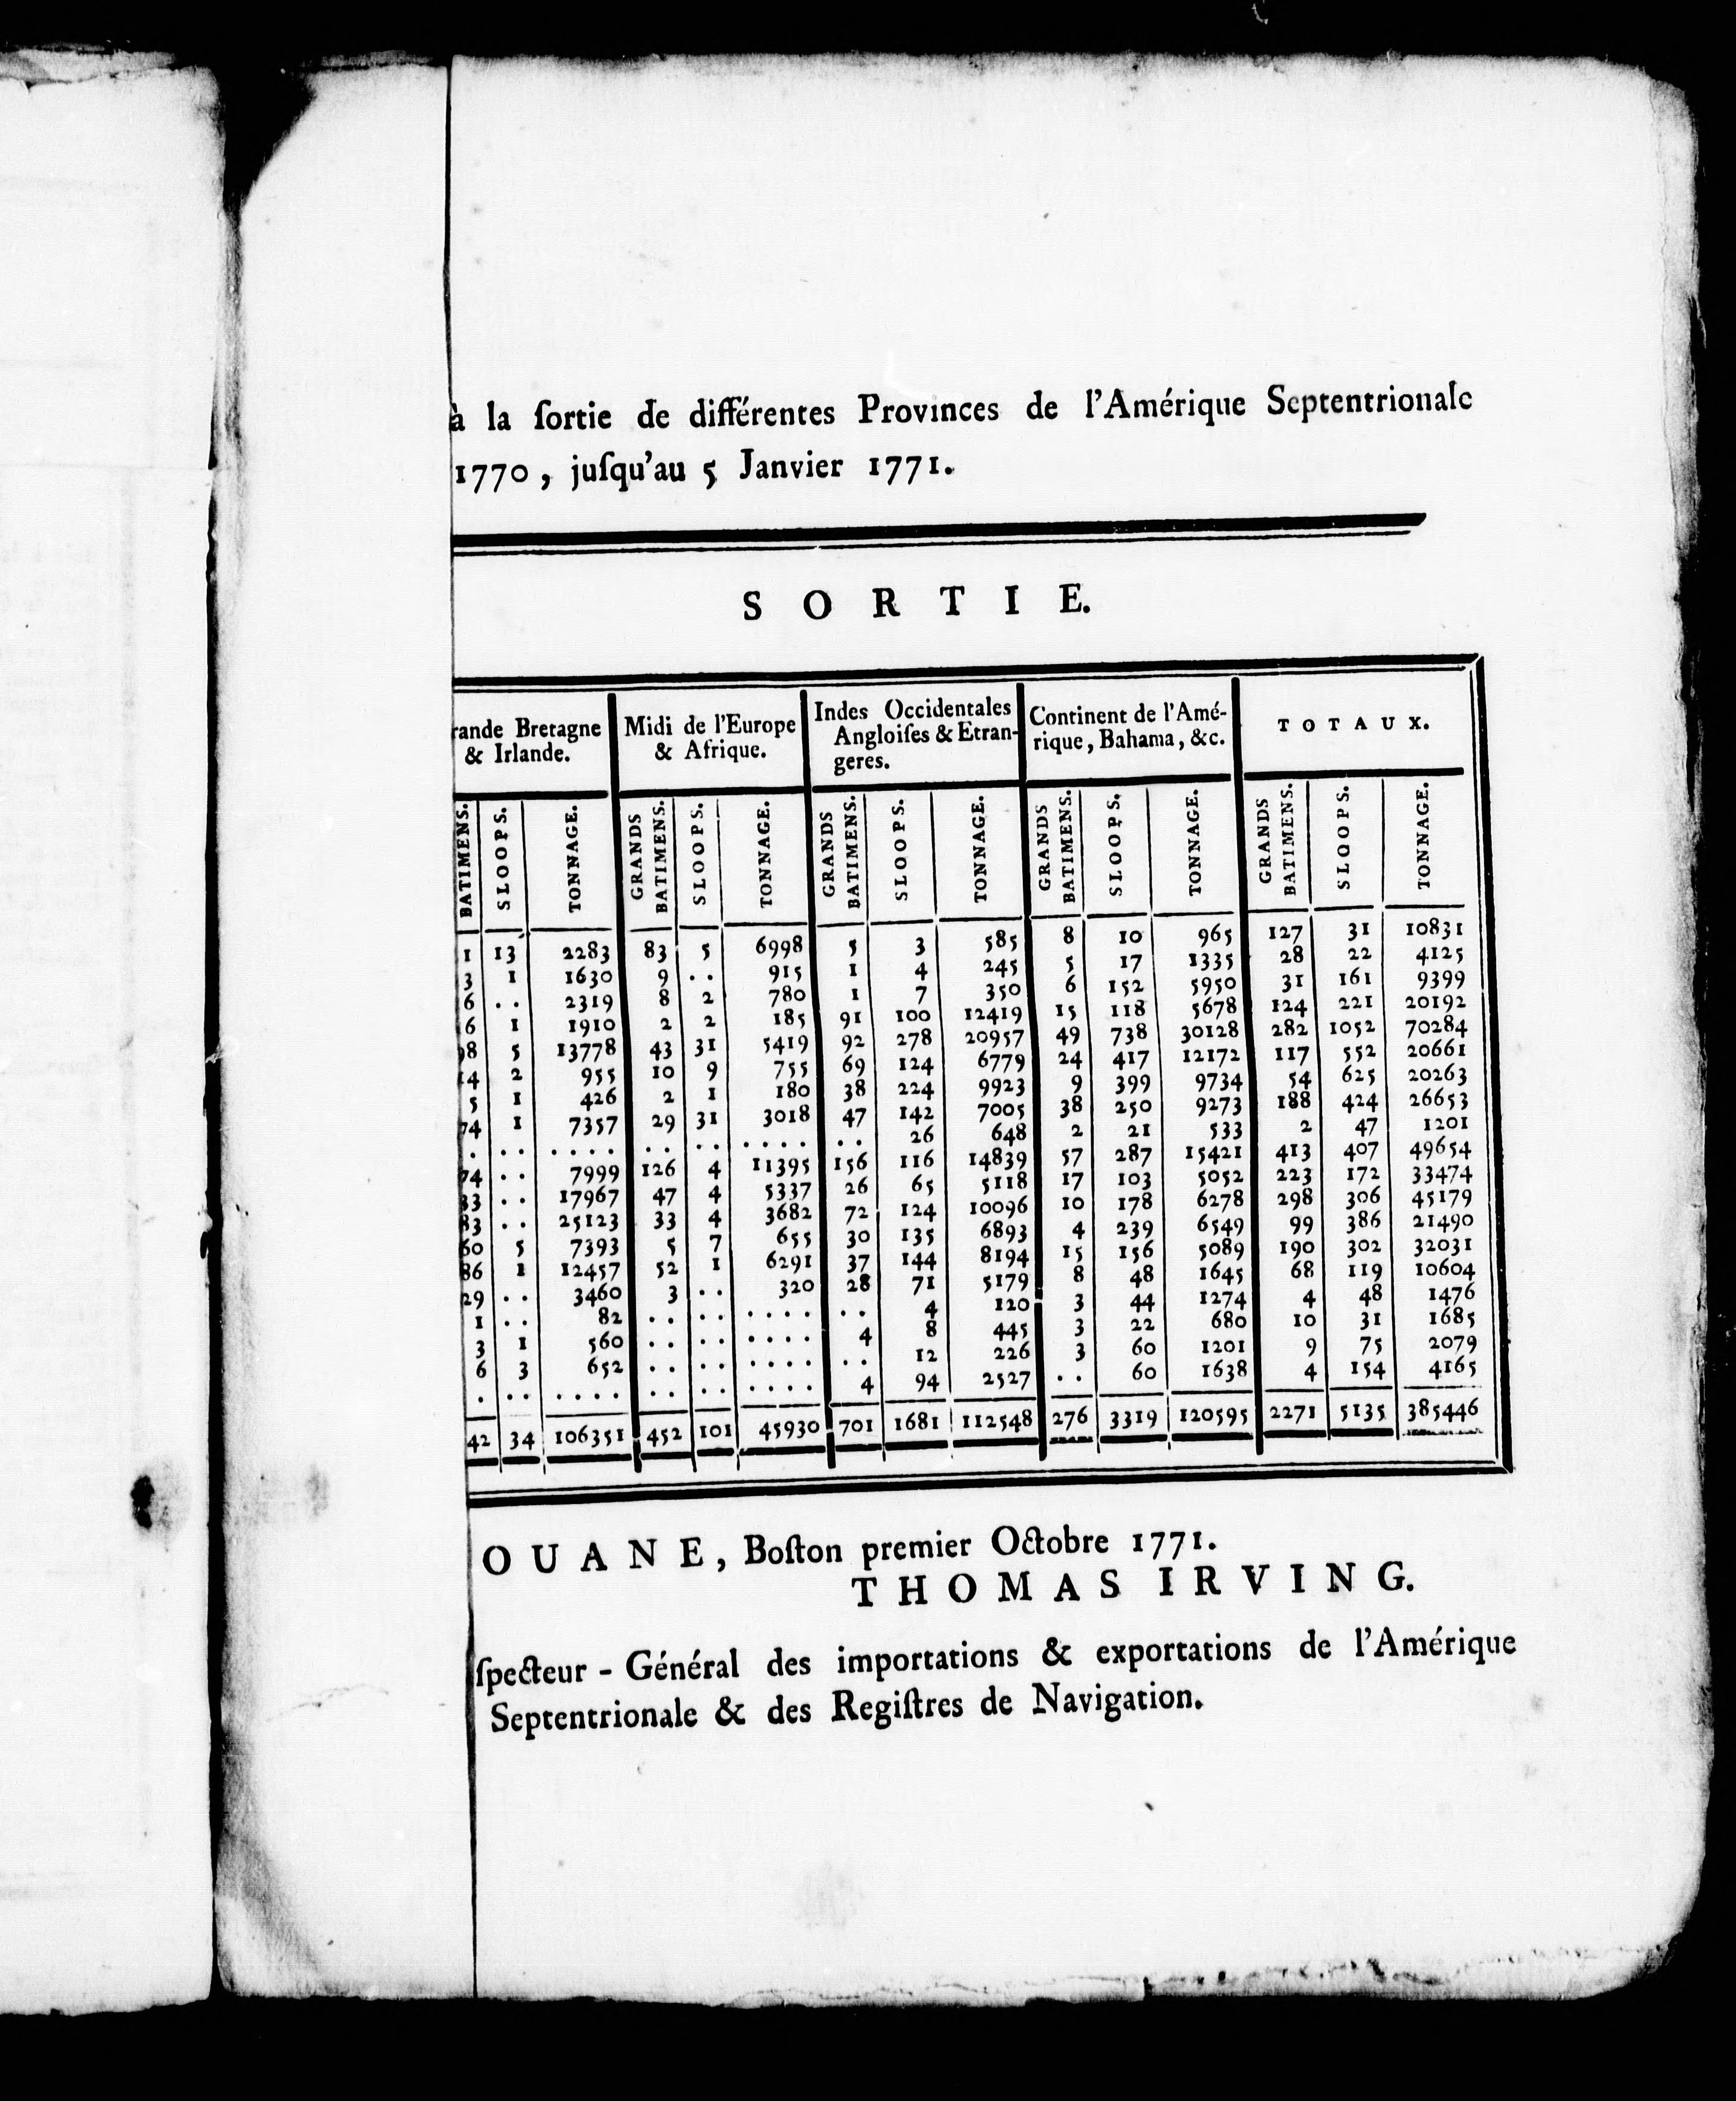 à la ſortie de différentes Provinces de l'Amérique Septentrionale
1770, juſqu'au 5 Janvier 1771.
SORTIE.
rande Bretagne & Irlande. Midi de l'Europe & Afrique. Indes Occidentales Angloiſes & Etran-geres. Continent de l'Amé-rique, Bahama, &c. TOTAUX.
BATIMENS. SLOOPS. TONNAGE. GRANDS BATIMENS. SLOOPS. TONNAGE. GRANDS BATIMENS. SLOOPS. TONNAGE. GRANDS BATIMENS. SLOOPS. TONNAGE. GRANDS BATIMENS. SLOOPS. TONNAGE.
1 13 2283 83 5 6998 5 3 585 8 10 965 127 31 10831
3 1 1630 9 .. 915 1 4 245 5 17 1335 28 22 4125
6 .. 2319 8 2 780 1 7 350 6 152 5950 31 161 9399
6 1 1910 2 2 185 91 100 12419 15 118 5678 124 221 20192
98 5 13778 43 31 5419 92 278 20957 49 738 30128 282 1052 70284
14 2 955 10 9 755 69 124 6779 24 417 12172 117 552 20661
5 1 426 2 1 180 38 224 9923 9 399 9734 54 625 20263
74 1 7357 29 31 3018 47 142 7005 38 250 9273 188 424 26653
. .. .... .. .. .... .. 26 648 2 21 533 2 47 1201
74 .. 7999 126 4 11395 156 116 14839 57 287 15421 413 407 49654
33 .. 17967 47 4 5337 26 65 5118 17 103 5052 223 172 33474
83 .. 25123 33 4 3682 72 124 10096 10 178 6278 298 306 45179
60 5 7393 5 7 655 30 135 6893 4 239 6549 99 386 21490
86 1 12457 52 1 6291 37 144 8194 15 156 5089 190 302 32031
29 .. 3460 3 .. 320 28 71 5179 8 48 1645 68 119 10604
1 .. 82 .. .. .... .. 4 120 3 44 1274 4 48 1476
3 1 560 .. .. .... 4 8 445 3 22 680 10 31 1685
6 3 652 .. .. .... .. 12 226 3 60 1201 9 75 2079
. .. .... .. .. .... 4 94 2527 .. 60 1638 4 154 4165
42 34 106351 452 101 45930 701 1681 112548 276 3319 120595 2271 5135 385446
OUANE, Boſton premier Octobre 1771.
THOMAS IRVING.
ſpecteur - Général des importations & exportations de l'Amérique
Septentrionale & des Regiſtres de Navigation.